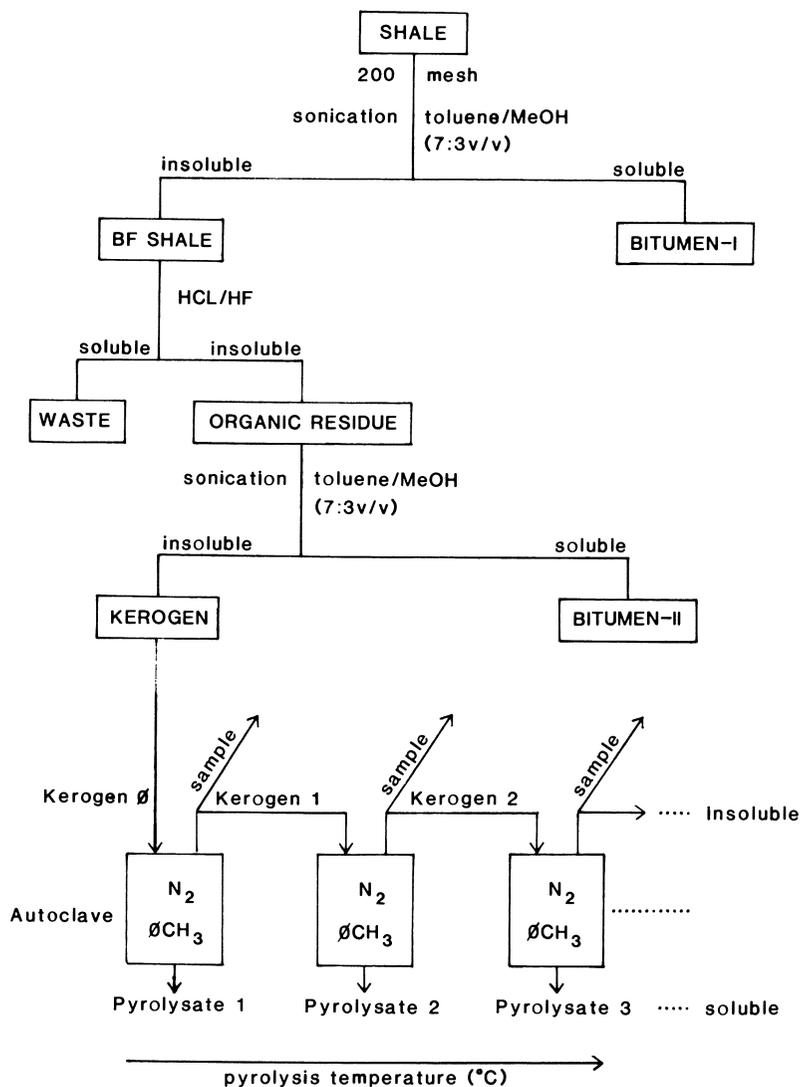 SHALE
200 mesh
sonication toluene/MeOH
(7:3v/v)
insoluble soluble
BF SHALE BITUMEN-I
HCL/HF
soluble insoluble
WASTE ORGANIC RESIDUE
sonication toluene/MeOH
(7:3v/v)
insoluble soluble
KEROGEN BITUMEN-II
sample sample sample
Kerogen Ø Kerogen 1 Kerogen 2 ····· Insoluble
Autoclave
N2 N2 N2
ØCH3 ØCH3 ØCH3
Pyrolysate 1 Pyrolysate 2 Pyrolysate 3 ····· soluble
pyrolysis temperature (°C)